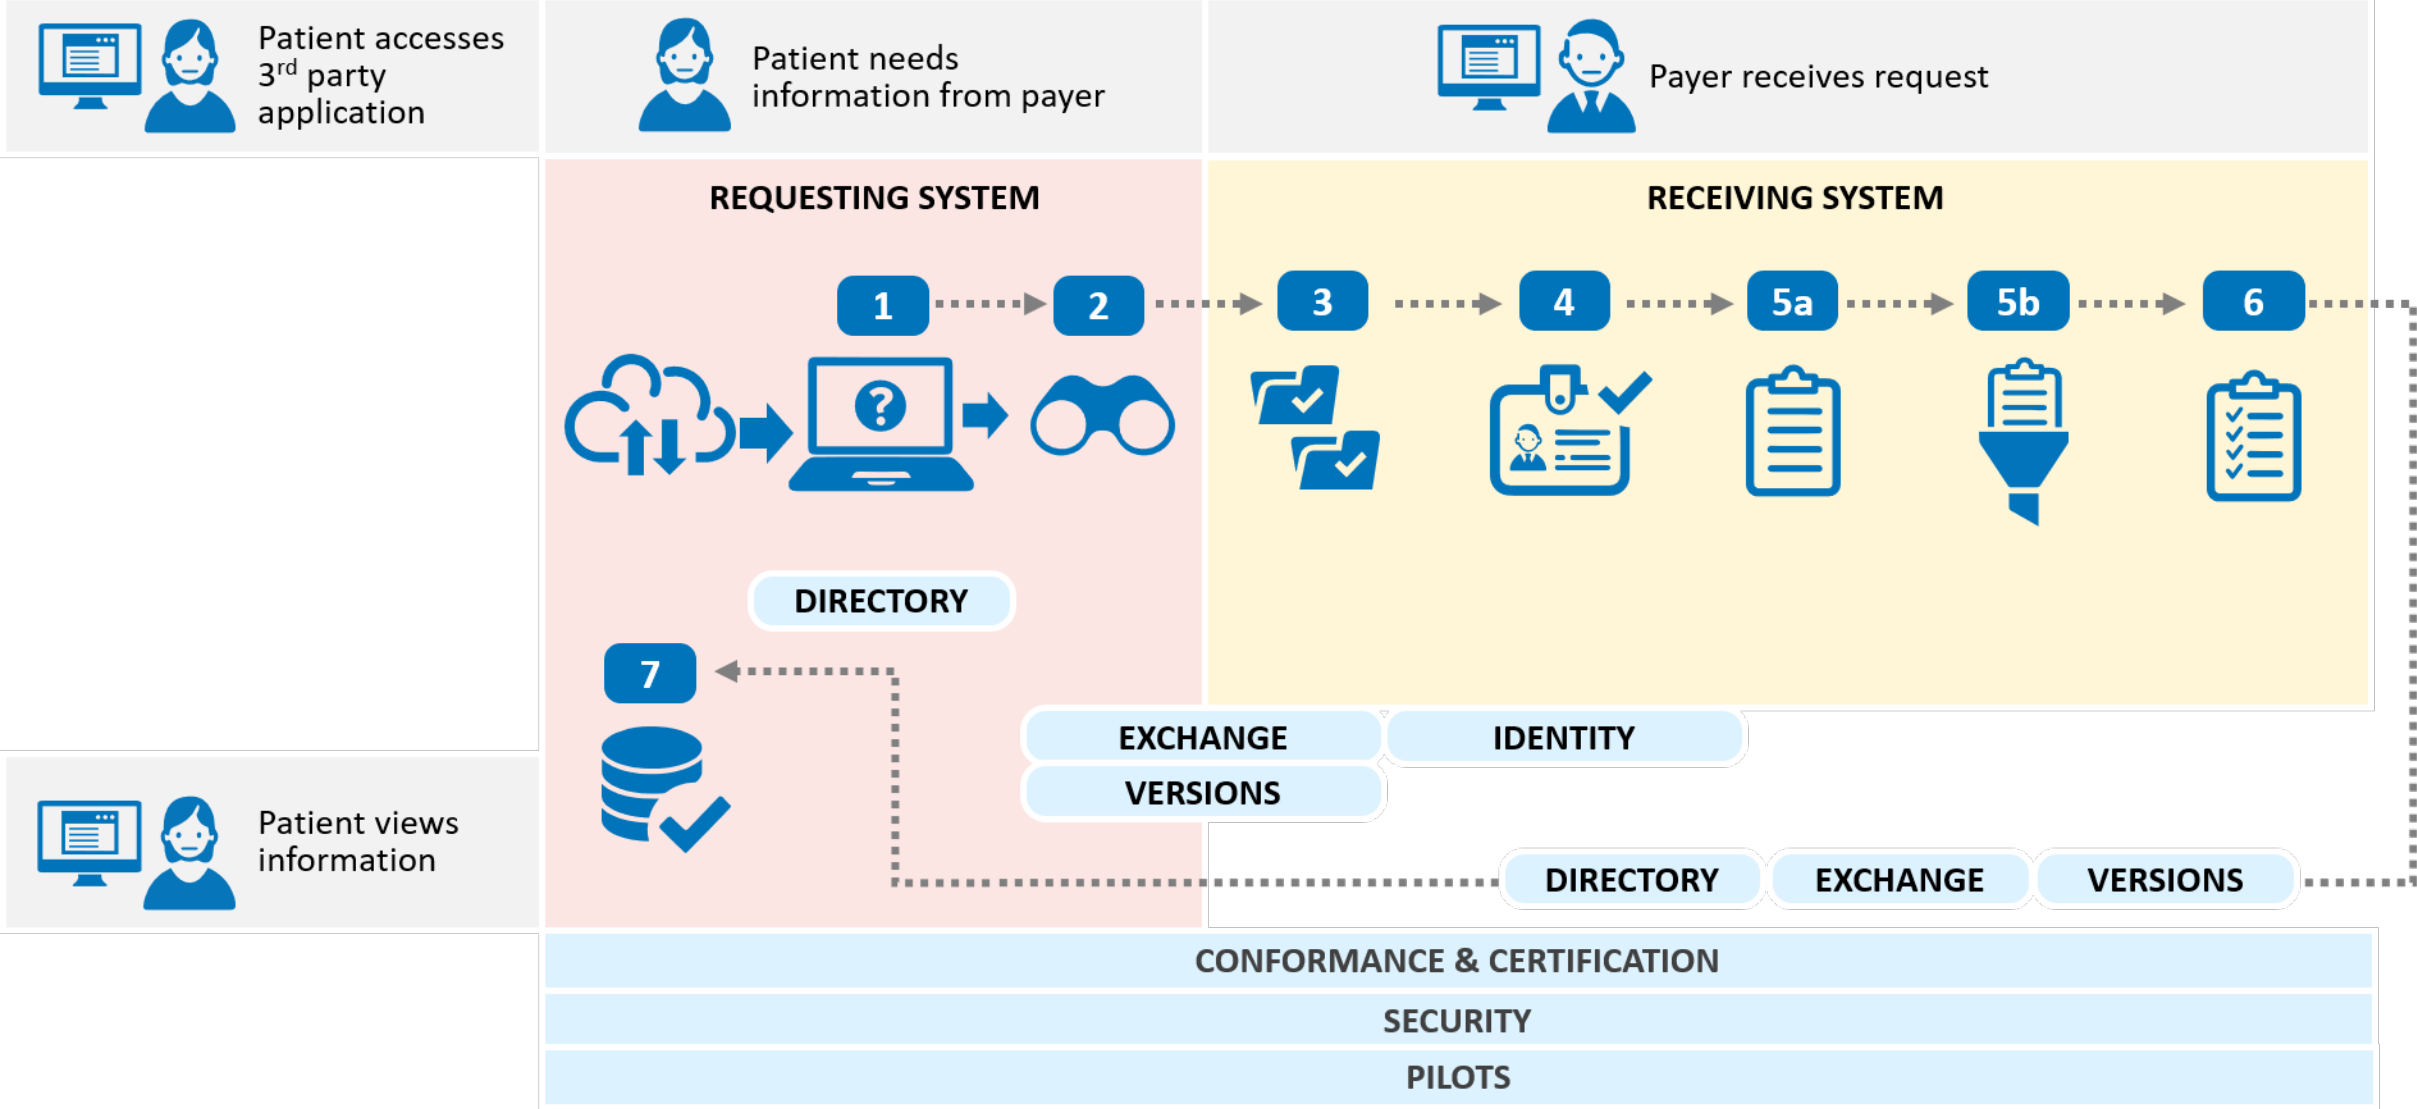 Patient accesses
3rd party
application
Patient needs
information from payer
Payer receives request
REQUESTING SYSTEM
RECEIVING SYSTEM
1
2
3
4
5a
5b
6
?
DIRECTORY
7
EXCHANGE
IDENTITY
VERSIONS
Patient views
information
DIRECTORY
EXCHANGE
VERSIONS
CONFORMANCE & CERTIFICATION
SECURITY
PILOTS